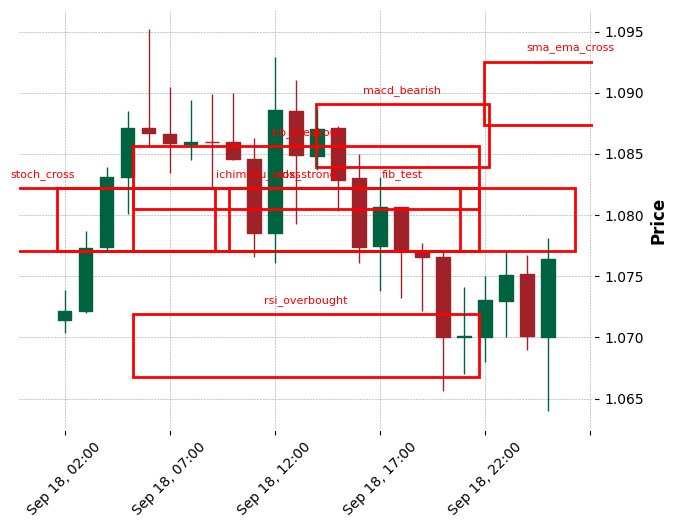 1.095
sma_ema_cross
1.090
macd_bearish
1.085
stoch_cross
fib_test
1.080
Price
1.075
rsi_overbought
1.070
1.065
Sep 18, 02:00
Sep 18, 07:00
Sep 18, 12:00
Sep 18, 17:00
Sep 18, 22:00